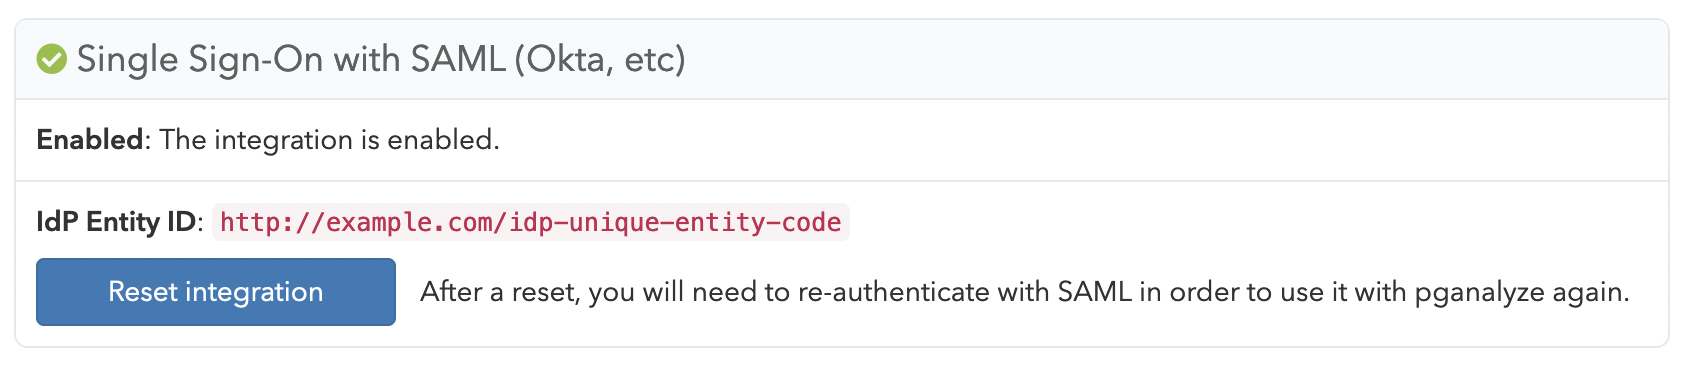 Single Sign-On with SAML (Okta, etc)
Enabled: The integration is enabled.
IdP Entity ID: http://example.com/idp-unique-entity-code
Reset integration After a reset, you will need to re-authenticate with SAML in order to use it with pganalyze again.